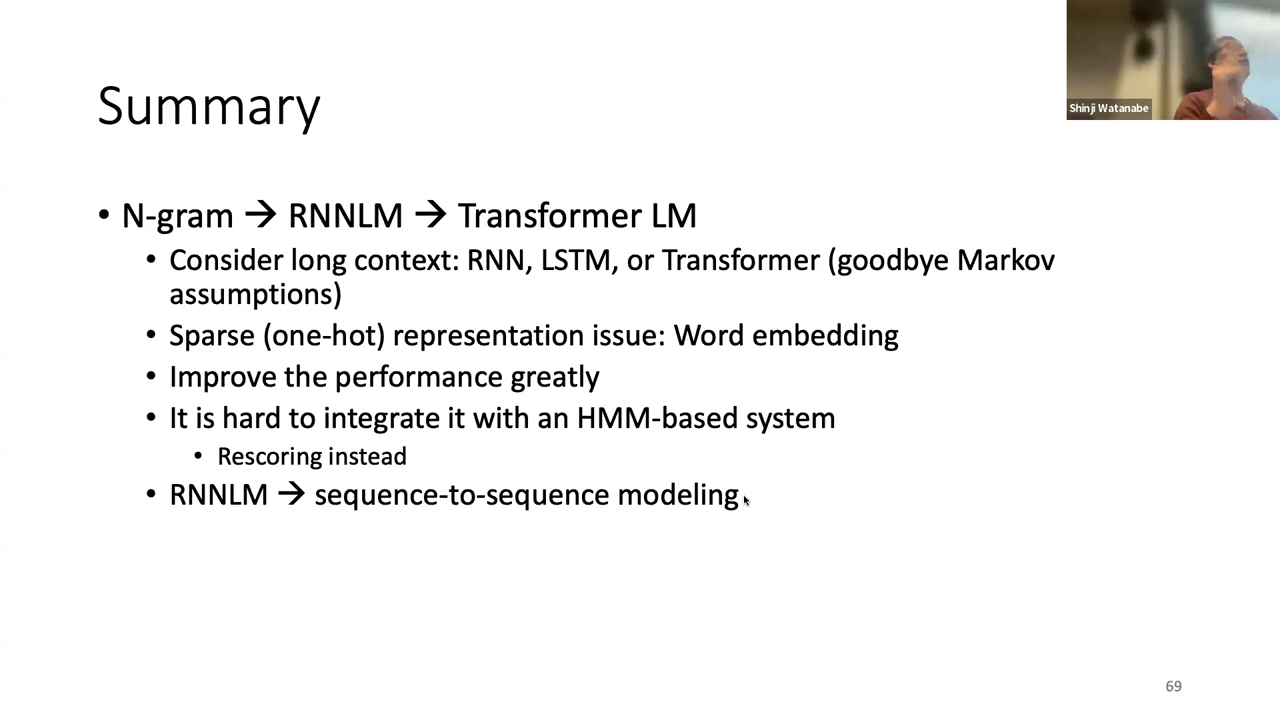 Shinji Watanabe
Summary
• N-gram → RNNLM → Transformer LM
• Consider long context: RNN, LSTM, or Transformer (goodbye Markov
assumptions)
• Sparse (one-hot) representation issue: Word embedding
• Improve the performance greatly
• It is hard to integrate it with an HMM-based system
• Rescoring instead
• RNNLM → sequence-to-sequence modeling
69